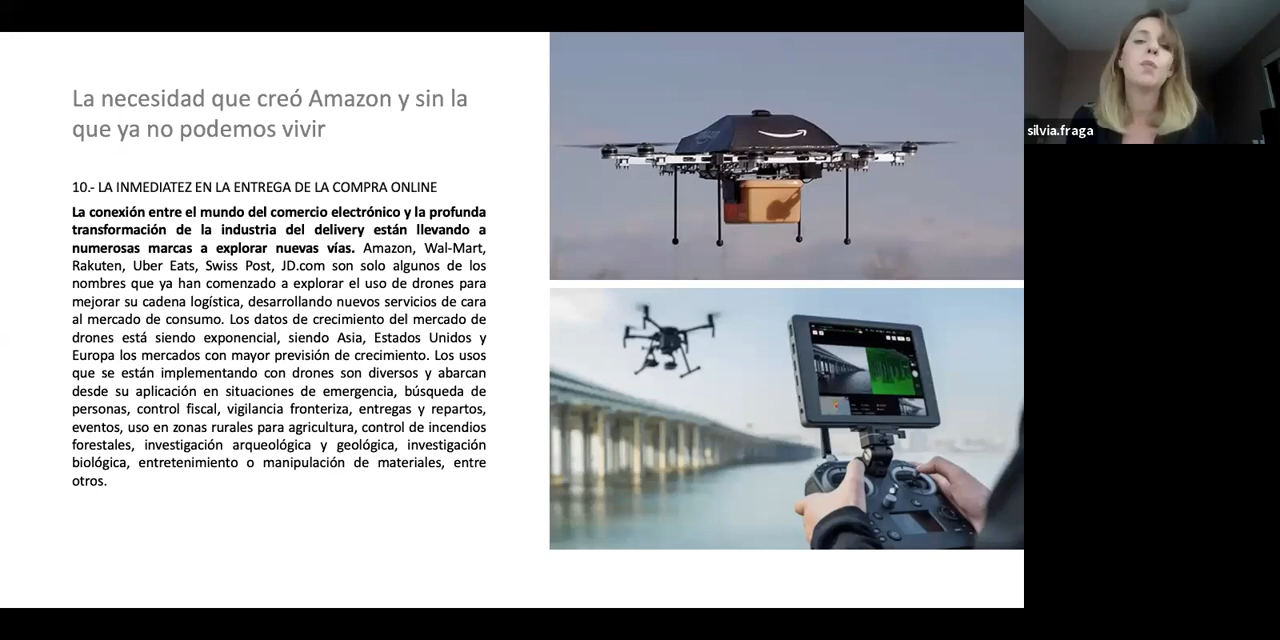 La necesidad que creó Amazon y sin la
que ya no podemos vivir
10.- LA INMEDIATEZ EN LA ENTREGA DE LA COMPRA ONLINE
La conexión entre el mundo del comercio electrónico y la profunda
transformación de la industria del delivery están llevando a
numerosas marcas a explorar nuevas vías. Amazon, Wal-Mart,
Rakuten, Uber Eats, Swiss Post, JD.com son solo algunos de los
nombres que ya han comenzado a explorar el uso de drones para
mejorar su cadena logística, desarrollando nuevos servicios de cara
al mercado de consumo. Los datos de crecimiento del mercado de
drones está siendo exponencial, siendo Asia, Estados Unidos y
Europa los mercados con mayor previsión de crecimiento. Los usos
que se están implementando con drones son diversos y abarcan
desde su aplicación en situaciones de emergencia, búsqueda de
personas, control fiscal, vigilancia fronteriza, entregas y repartos,
eventos, uso en zonas rurales para agricultura, control de incendios
forestales, investigación arqueológica y geológica, investigación
biológica, entretenimiento o manipulación de materiales, entre
otros.
silvia.fraga